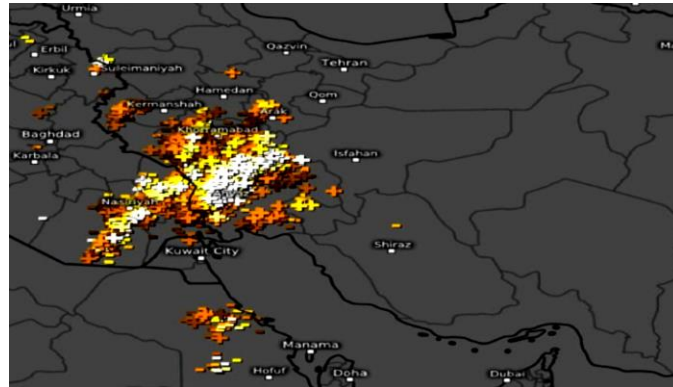 Urmia
Erbil
Qazvin
Tehran
Suleimaniyah
Kirkuk
Hamedan
Qom
Kermanshah
Arak
Khorramabad
Baghdad
Isfahan
Karbala
Nasiriyah
Shiraz
Kuwait City
Manama
Hofuf
Doha
Dubai